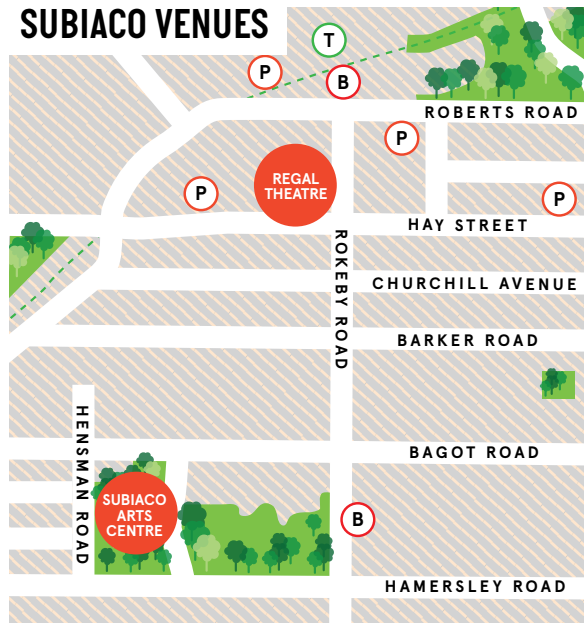 SUBIACO VENUES
T
P
B
ROBERTS ROAD
P
REGAL
THEATRE
P
P
HAY STREET
ROKEBY ROAD
CHURCHILL AVENUE
BARKER ROAD
HENSMAN ROAD
BAGOT ROAD
SUBIACO
ARTS
CENTRE
B
HAMERSLEY ROAD